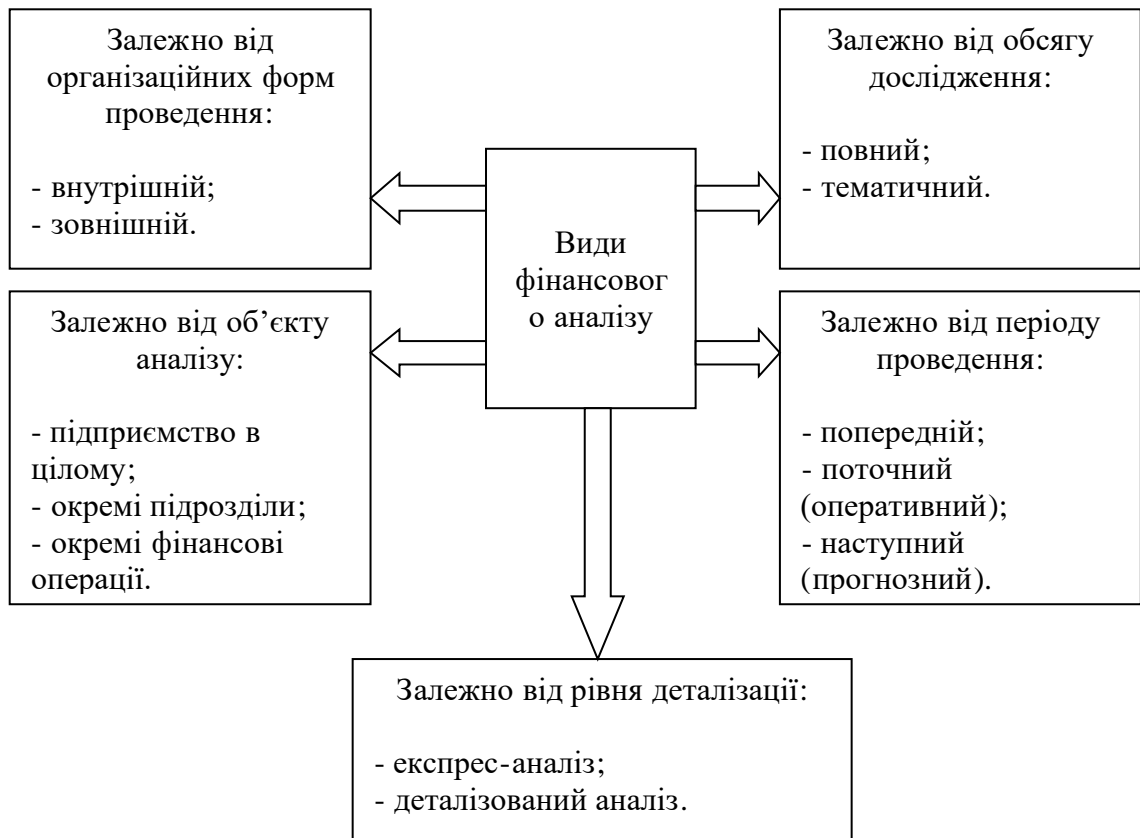 Залежно від
організаційних форм
проведення:
- внутрішній;
- зовнішній.
Залежно від обсягу
дослідження:
- повний;
- тематичний.
Види
фінансовог
о аналізу
Залежно від об’єкту
аналізу:
- підприємство в
цілому;
- окремі підрозділи;
- окремі фінансові
операції.
Залежно від періоду
проведення:
- попередній;
- поточний
(оперативний);
- наступний
(прогнозний).
Залежно від рівня деталізації:
- експрес-аналіз;
- деталізований аналіз.